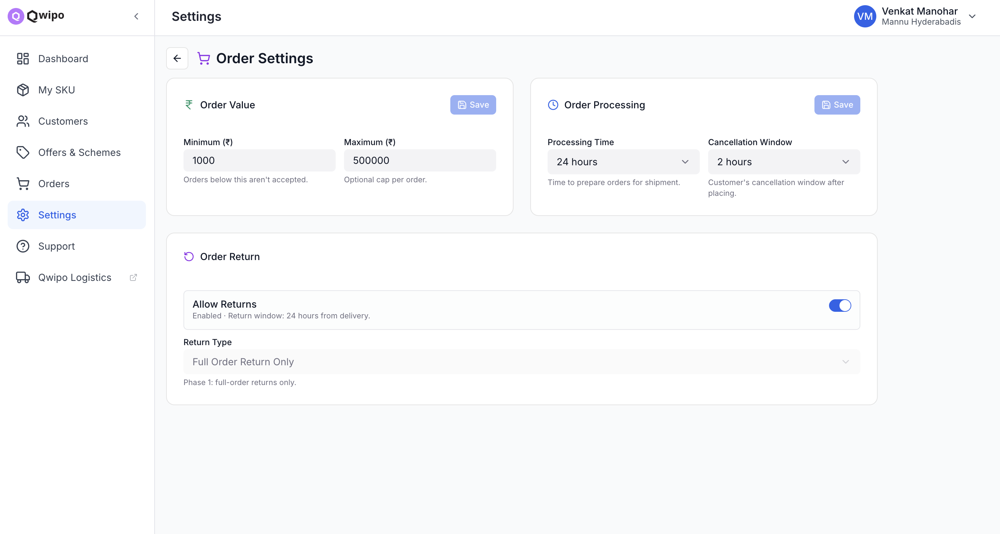 Qwipo
Settings
VM
Venkat Manohar
Mannu Hyderabadis
Dashboard
My SKU
Customers
Offers & Schemes
Orders
Settings
Support
Qwipo Logistics
Order Settings
Order Value
Save
Minimum (₹)
Maximum (₹)
1000
500000
Orders below this aren't accepted.
Optional cap per order.
Order Processing
Save
Processing Time
Cancellation Window
24 hours
2 hours
Time to prepare orders for shipment.
Customer's cancellation window after
placing.
Order Return
Allow Returns
Enabled · Return window: 24 hours from delivery.
Return Type
Full Order Return Only
Phase 1: full-order returns only.